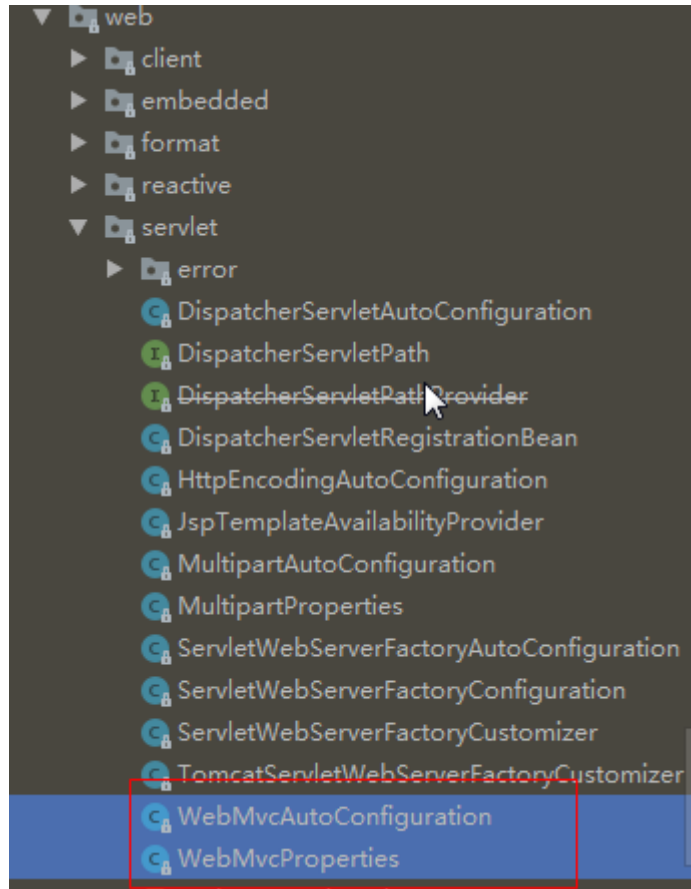 web
client
embedded
format
reactive
servlet
error
DispatcherServletAutoConfiguration
DispatcherServletPath
DispatcherServletPathProvider
DispatcherServletRegistrationBean
HttpEncodingAutoConfiguration
JspTemplateAvailabilityProvider
MultipartAutoConfiguration
MultipartProperties
ServletWebServerFactoryAutoConfiguration
ServletWebServerFactoryConfiguration
ServletWebServerFactoryCustomizer
TomcatServletWebServerFactoryCustomizer
WebMvcAutoConfiguration
WebMvcProperties